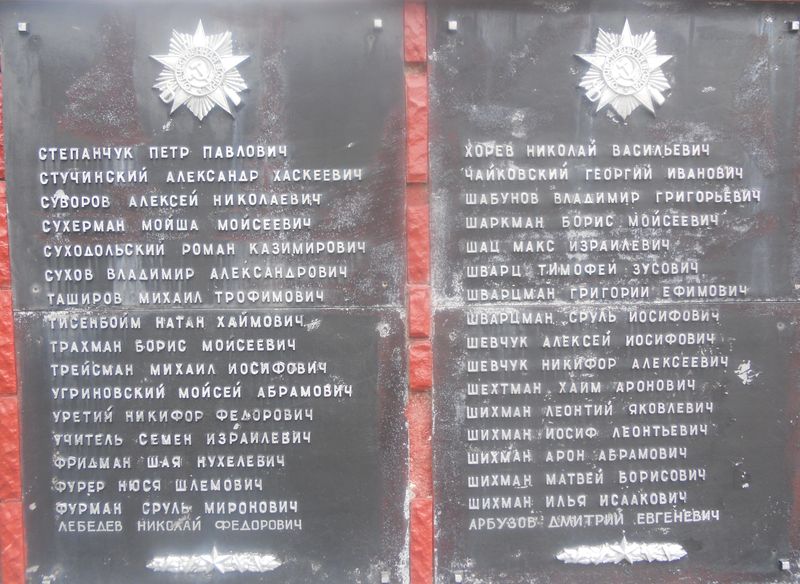 СТЕПАНЧУК ПЕТР ПАВЛОВИЧ
СТУЧИНСКИЙ АЛЕКСАНДР ХАСКЕЕВИЧ
СУВОРОВ АЛЕКСЕЙ НИКОЛАЕВИЧ
СУХЕРМАН МОЙША МОЙСЕЕВИЧ
СУХОДОЛЬСКИЙ РОМАН КАЗИМИРОВИЧ
СУХОВ ВЛАДИМИР АЛЕКСАНДРОВИЧ
ТАШИРОВ МИХАИЛ ТРОФИМОВИЧ
ТИСЕНБОЙМ НАТАН ХАЙМОВИЧ
ТРАХМАН БОРИС МОЙСЕЕВИЧ
ТРЕЙСМАН МИХАИЛ ИОСИФОВИЧ
УГРИНОВСКИЙ МОЙСЕЙ АБРАМОВИЧ
УРЕТИЙ НИКИФОР ФЕДОРОВИЧ
УЧИТЕЛЬ СЕМЕН ИЗРАИЛЕВИЧ
ФРИДМАН ШАЯ НУХЕЛЕВИЧ
ФУРЕР НЮСЯ ШЛЕМОВИЧ
ФУРМАН СРУЛЬ МИРОНОВИЧ
ЛЕБЕДЕВ НИКОЛАЙ ФЕДОРОВИЧ
ХОРЕВ НИКОЛАЙ ВАСИЛЬЕВИЧ
ЧАЙКОВСКИЙ ГЕОРГИЙ ИВАНОВИЧ
ШАБУНОВ ВЛАДИМИР ГРИГОРЬЕВИЧ
ШАРКМАН БОРИС МОЙСЕЕВИЧ
ШАЦ МАКС ИЗРАИЛЕВИЧ
ШВАРЦ ТИМОФЕЙ ЗУСОВИЧ
ШВАРЦМАН ГРИГОРИЙ ЕФИМОВИЧ
ШВАРЦМАН СРУЛЬ ИОСИФОВИЧ
ШЕВЧУК АЛЕКСЕЙ ИОСИФОВИЧ
ШЕВЧУК НИКИФОР АЛЕКСЕЕВИЧ
ШЕХТМАН ХАИМ АРОНОВИЧ
ШИХМАН ЛЕОНТИЙ ЯКОВЛЕВИЧ
ШИХМАН ИОСИФ ЛЕОНТЬЕВИЧ
ШИХМАН АРОН АБРАМОВИЧ
ШИХМАН МАТВЕЙ БОРИСОВИЧ
ШИХМАН ИЛЬЯ ИСААКОВИЧ
АРБУЗОВ ДМИТРИЙ ЕВГЕНЕВИЧ